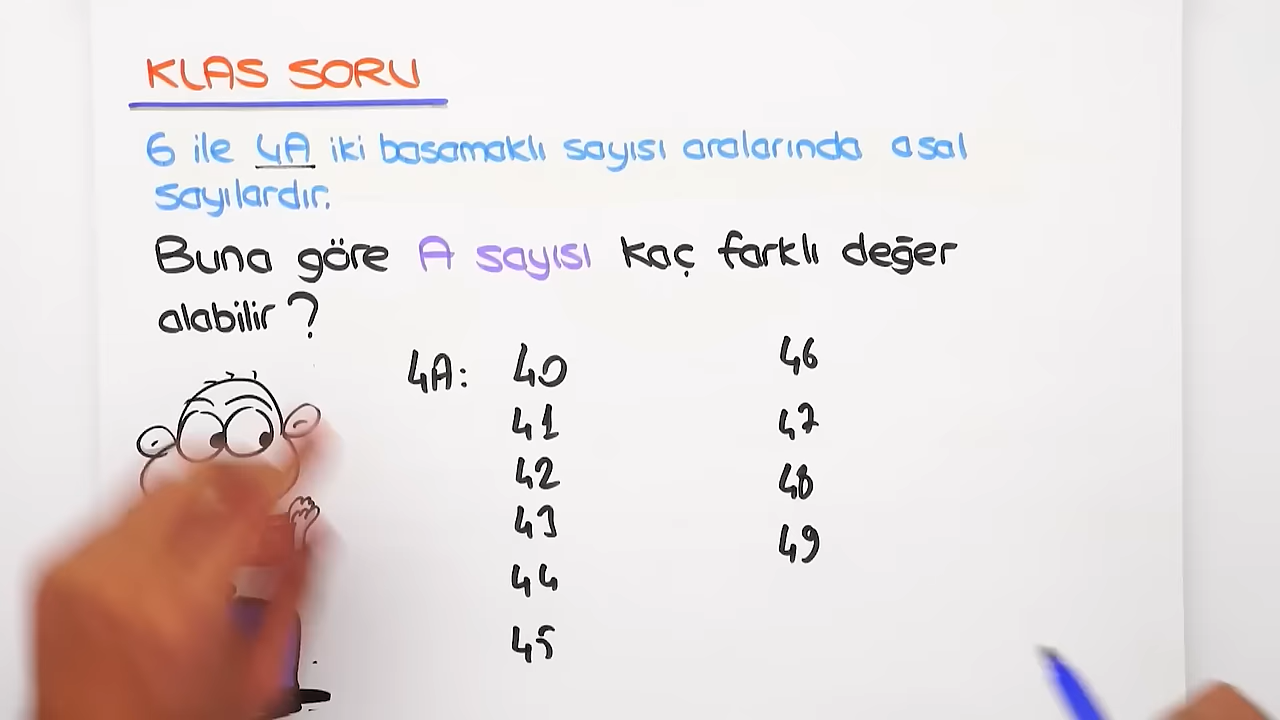 KLAS SORU
6 ile 4A iki basamaklı sayısı aralarında asal
sayılardır.
Buna göre A sayısı kaç farklı değer
alabilir?
4A: 40
41
42
43
44
45
46
47
48
49